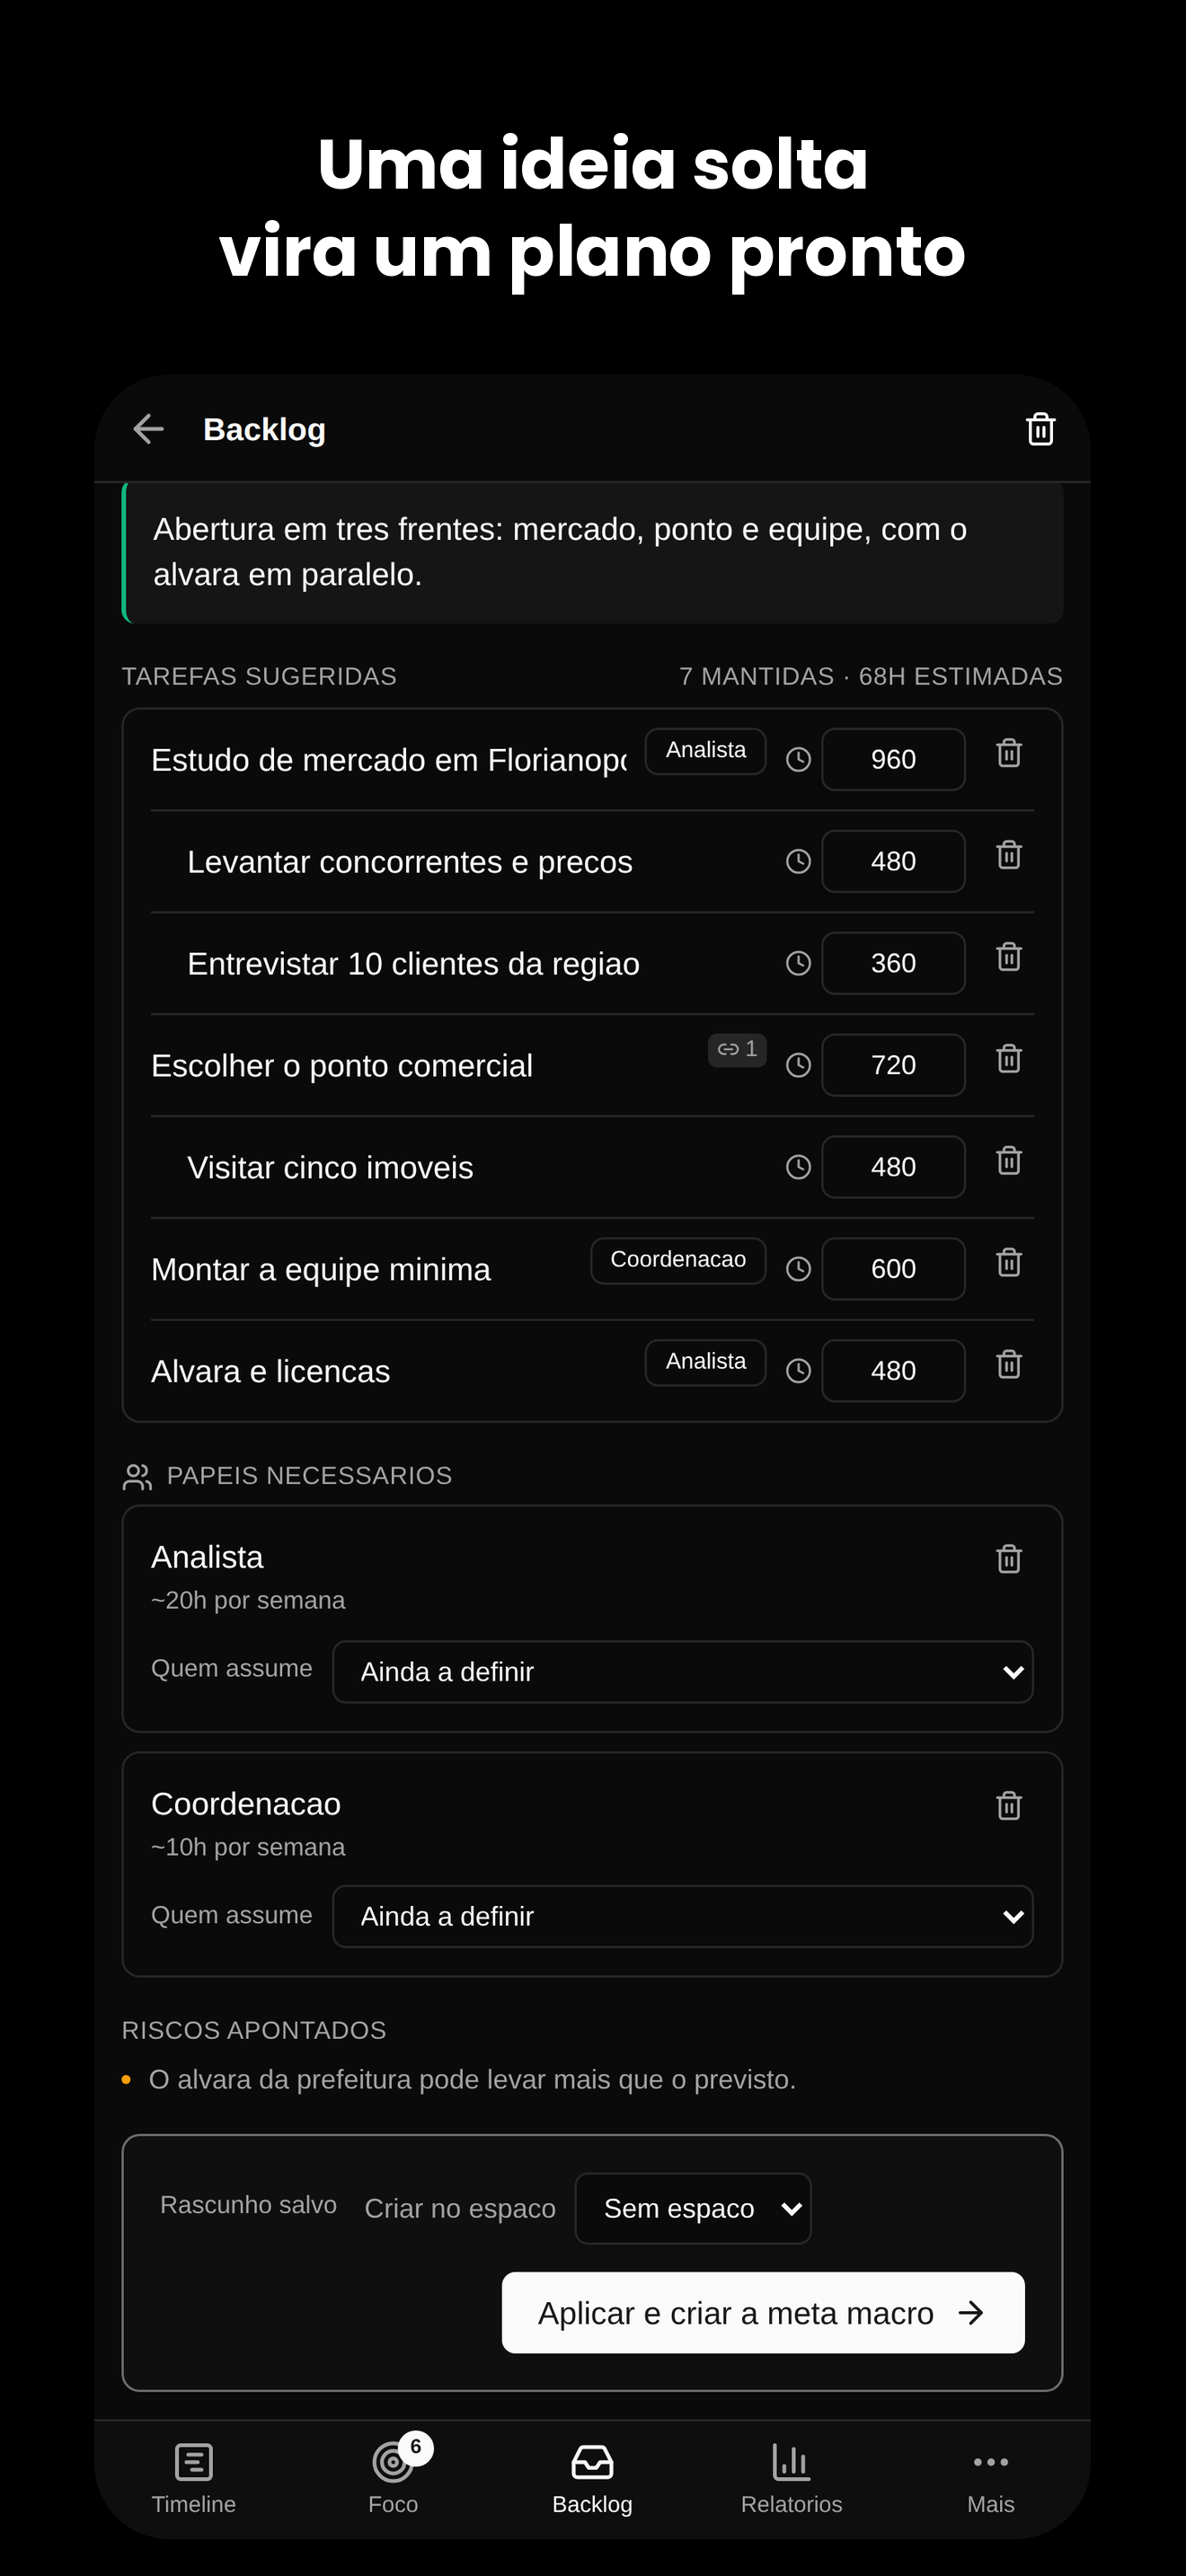 Uma ideia solta
vira um plano pronto
Backlog
Abertura em tres frentes: mercado, ponto e equipe, com o
alvara em paralelo.
TAREFAS SUGERIDAS 7 MANTIDAS · 68H ESTIMADAS
Estudo de mercado em Florianopo Analista 960
Levantar concorrentes e precos 480
Entrevistar 10 clientes da regiao 360
Escolher o ponto comercial 1 720
Visitar cinco imoveis 480
Montar a equipe minima Coordenacao 600
Alvara e licencas Analista 480
PAPEIS NECESSARIOS
Analista
~20h por semana
Quem assume Ainda a definir
Coordenacao
~10h por semana
Quem assume Ainda a definir
RISCOS APONTADOS
• O alvara da prefeitura pode levar mais que o previsto.
Rascunho salvo Criar no espaco Sem espaco
Aplicar e criar a meta macro →
6
Timeline Foco Backlog Relatorios Mais